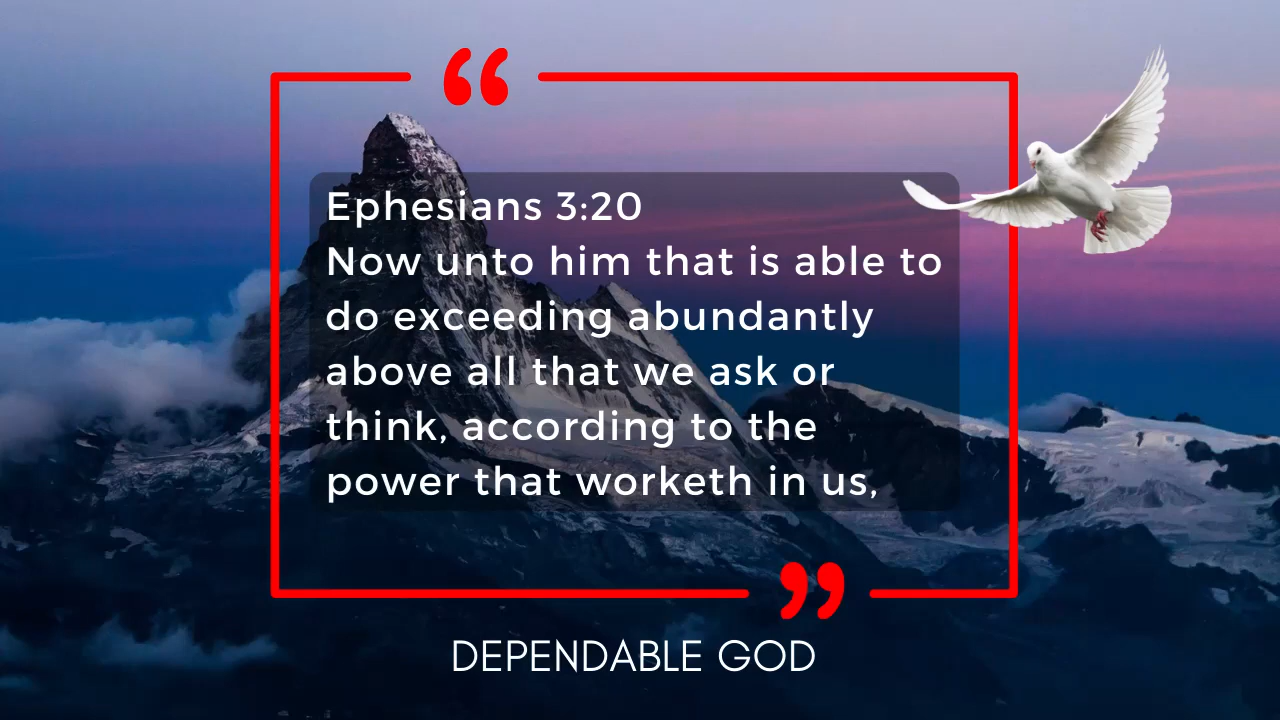 “
Ephesians 3:20
Now unto him that is able to
do exceeding abundantly
above all that we ask or
think, according to the
power that worketh in us,
”
DEPENDABLE GOD